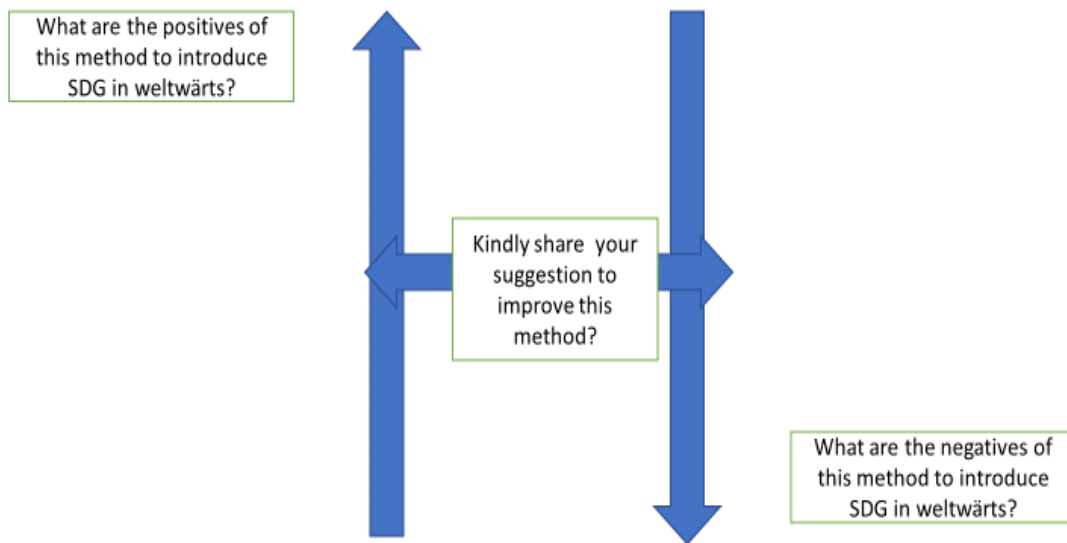 What are the positives of
this method to introduce
SDG in weltwärts?
Kindly share your
suggestion to
improve this
method?
What are the negatives of
this method to introduce
SDG in weltwärts?